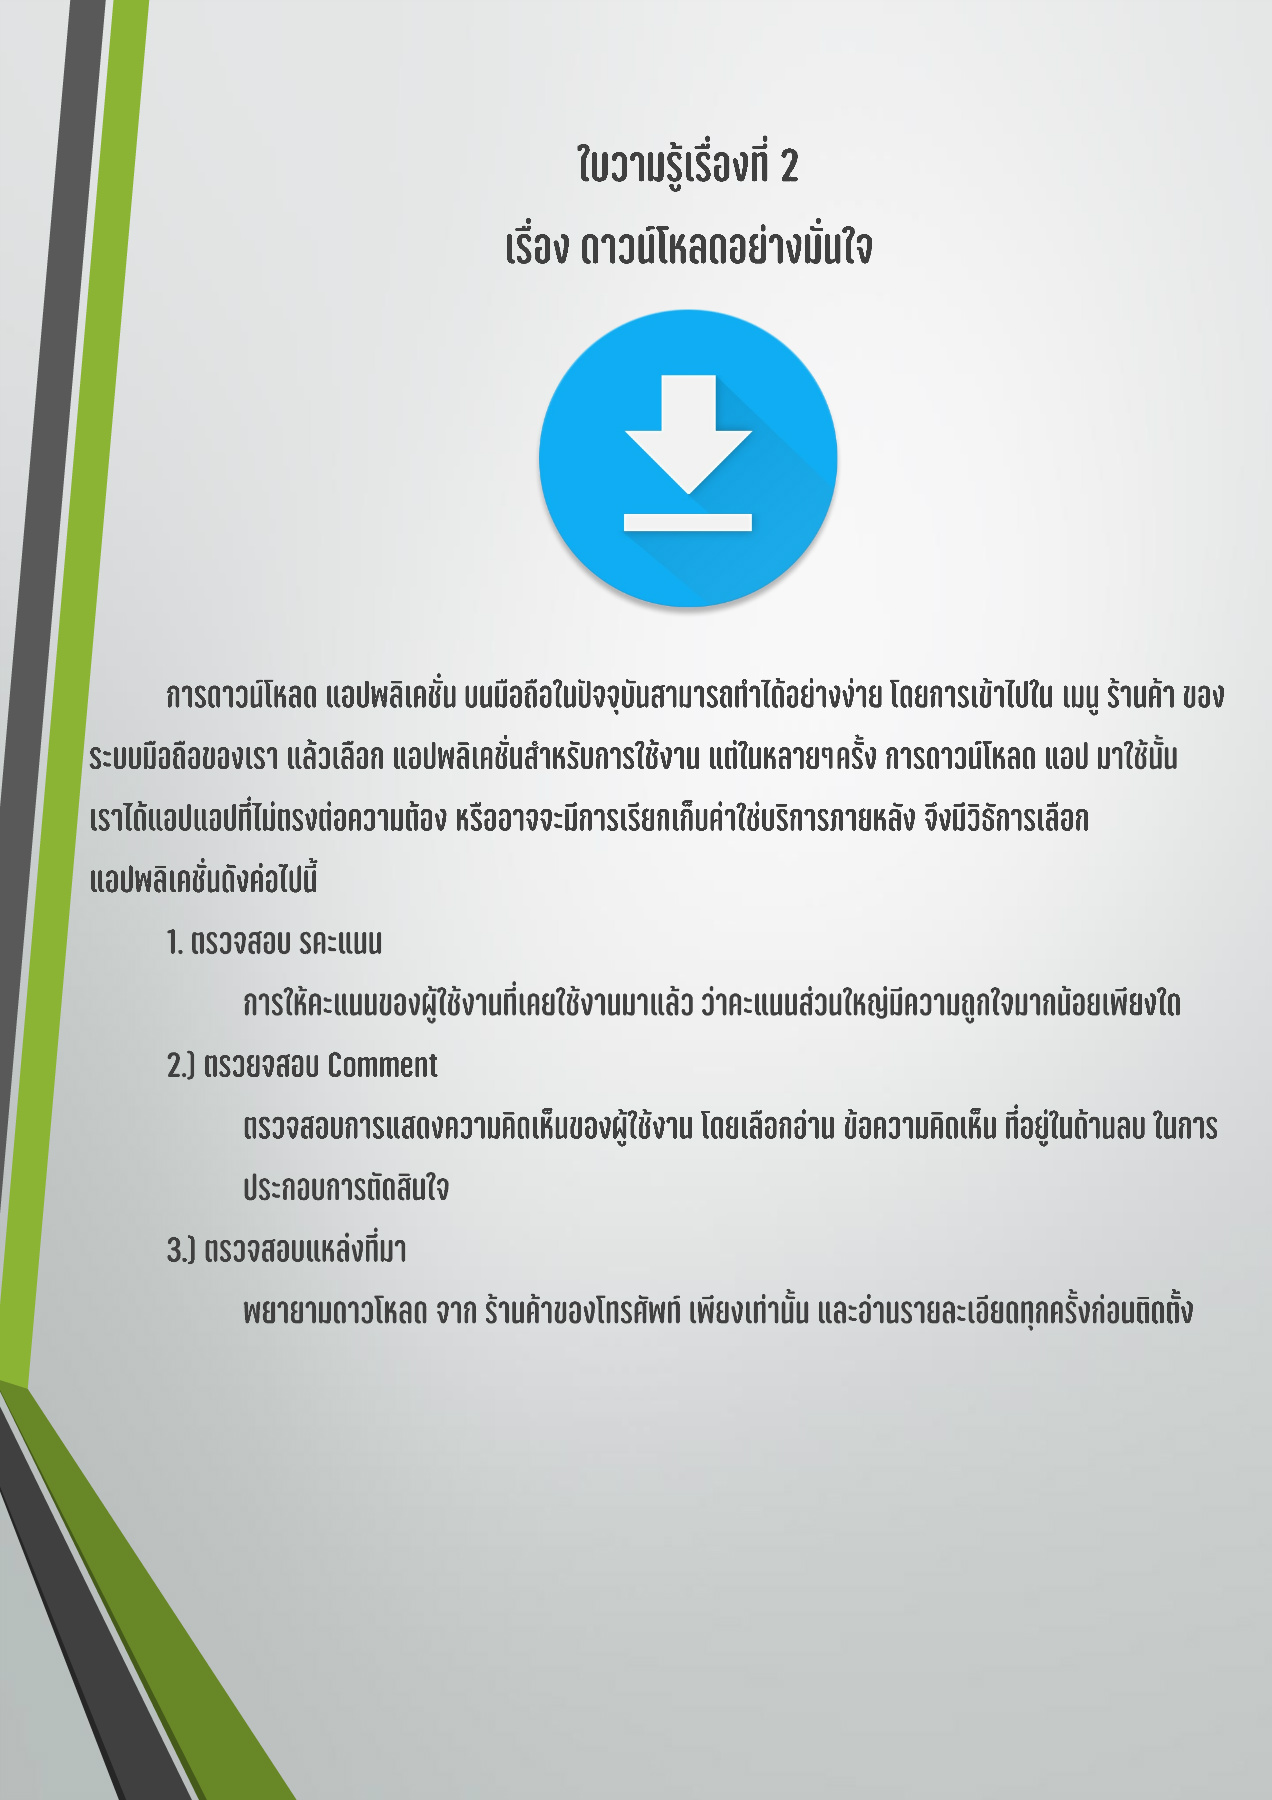 ใบวามรู้เรื่องที่ 2
เรื่อง ดาวน์โหลดอย่างมั่นใจ
การดาวน์โหลด แอปพลิเคชั่น บนมือถือในปัจจุบันสามารถทำได้อย่างง่าย โดยการเข้าไปใน เมนู ร้านค้า ของ
ระบบมือถือของเรา แล้วเลือก แอปพลิเคชั่นสำหรับการใช้งาน แต่ในหลายๆครั้ง การดาวน์โหลด แอป มาใช้นั้น
เราได้แอปแอปที่ไม่ตรงต่อความต้อง หรืออาจจะมีการเรียกเก็บค่าใช่บริการภายหลัง จึงมีวิธัการเลือก
แอปพลิเคชั่นดังค่อไปนี้
1. ตรวจสอบ รคะแนน
การให้คะแนนของผู้ใช้งานที่เคยใช้งานมาแล้ว ว่าคะแนนส่วนใหญ่มีความถูกใจมากน้อยเพียงใด
2.) ตรวยจสอบ Comment
ตรวจสอบการแสดงความคิดเห็นของผู้ใช้งาน โดยเลือกอ่าน ข้อความคิดเห็น ที่อยู่ในด้านลบ ในการ
ประกอบการตัดสินใจ
3.) ตรวจสอบแหล่งที่มา
พยายามดาวโหลด จาก ร้านค้าของโทรศัพท์ เพียงเท่านั้น และอ่านรายละเอียดทุกครั้งก่อนติดตั้ง